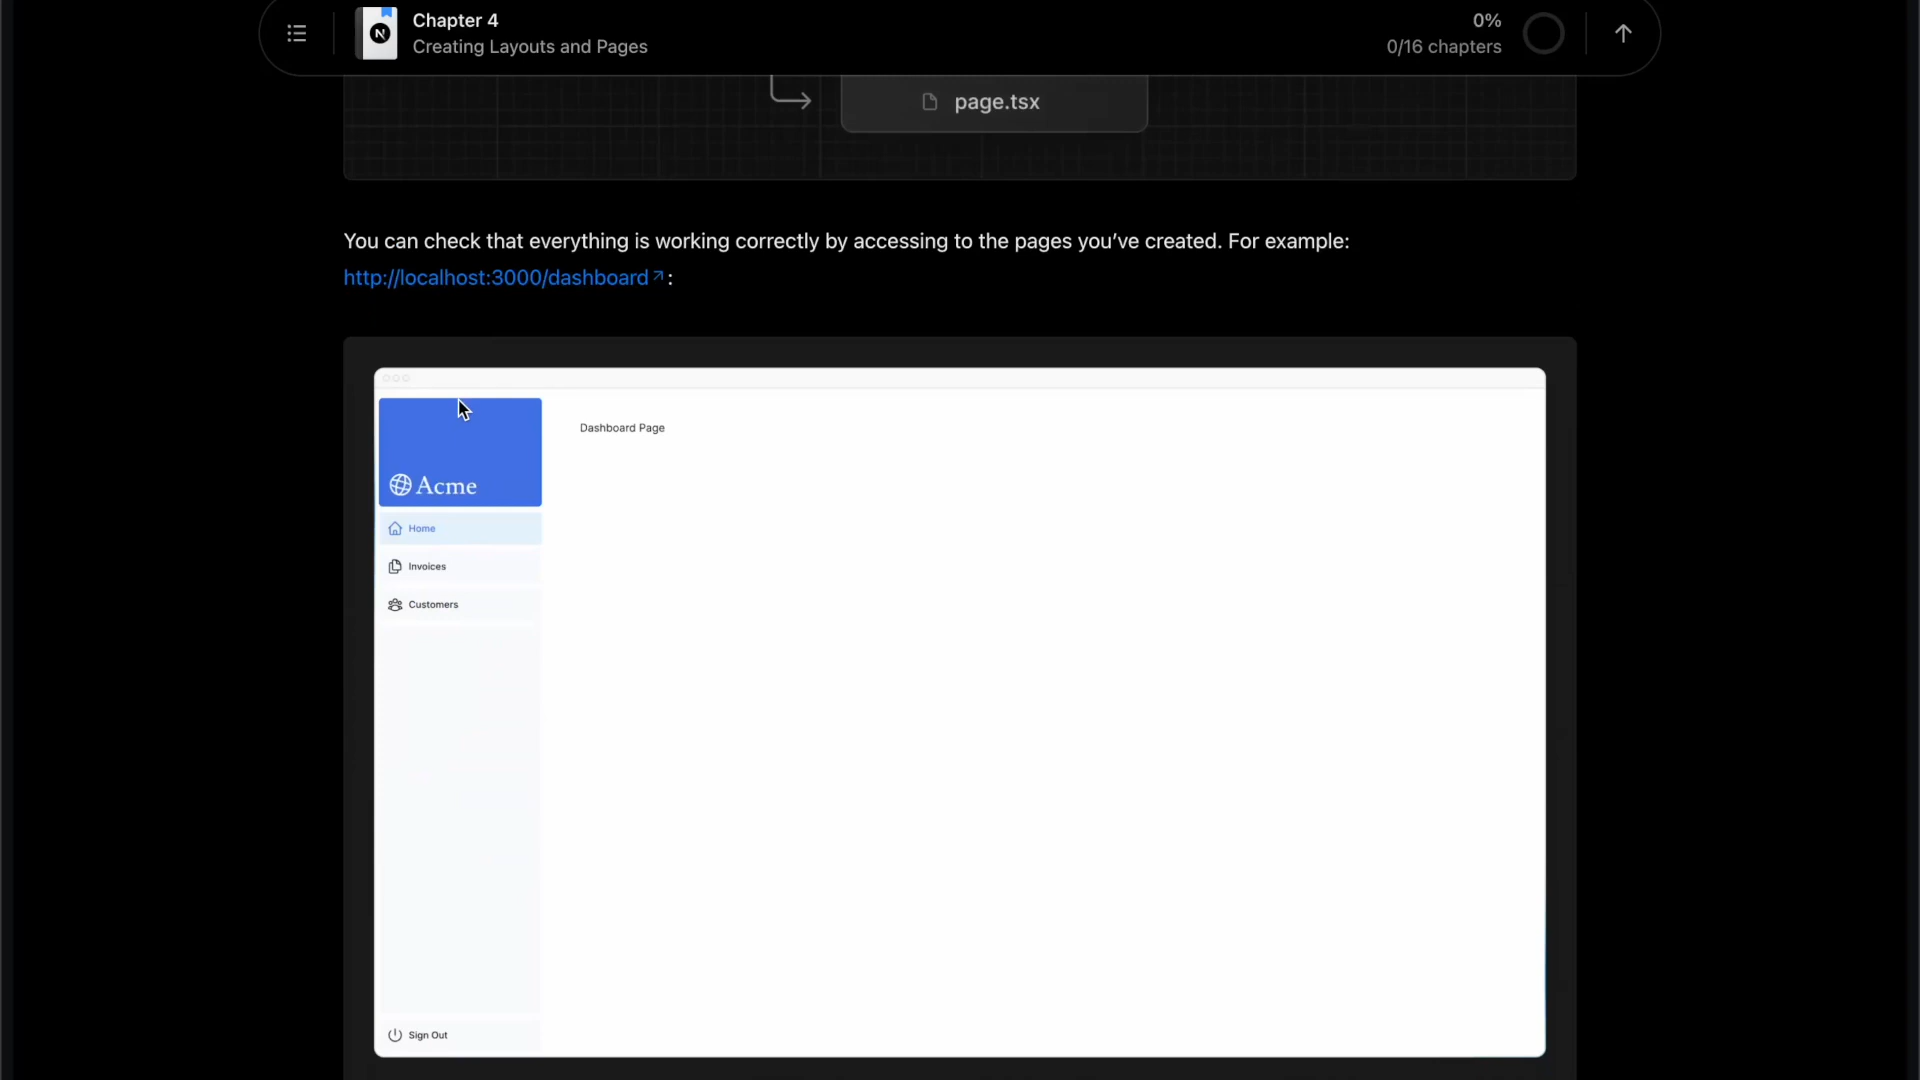 Chapter 4
Creating Layouts and Pages
0%
0/16 chapters
page.tsx
You can check that everything is working correctly by accessing to the pages you’ve created. For example:
http://localhost:3000/dashboard↗:
Dashboard Page
Acme
Home
Invoices
Customers
Sign Out